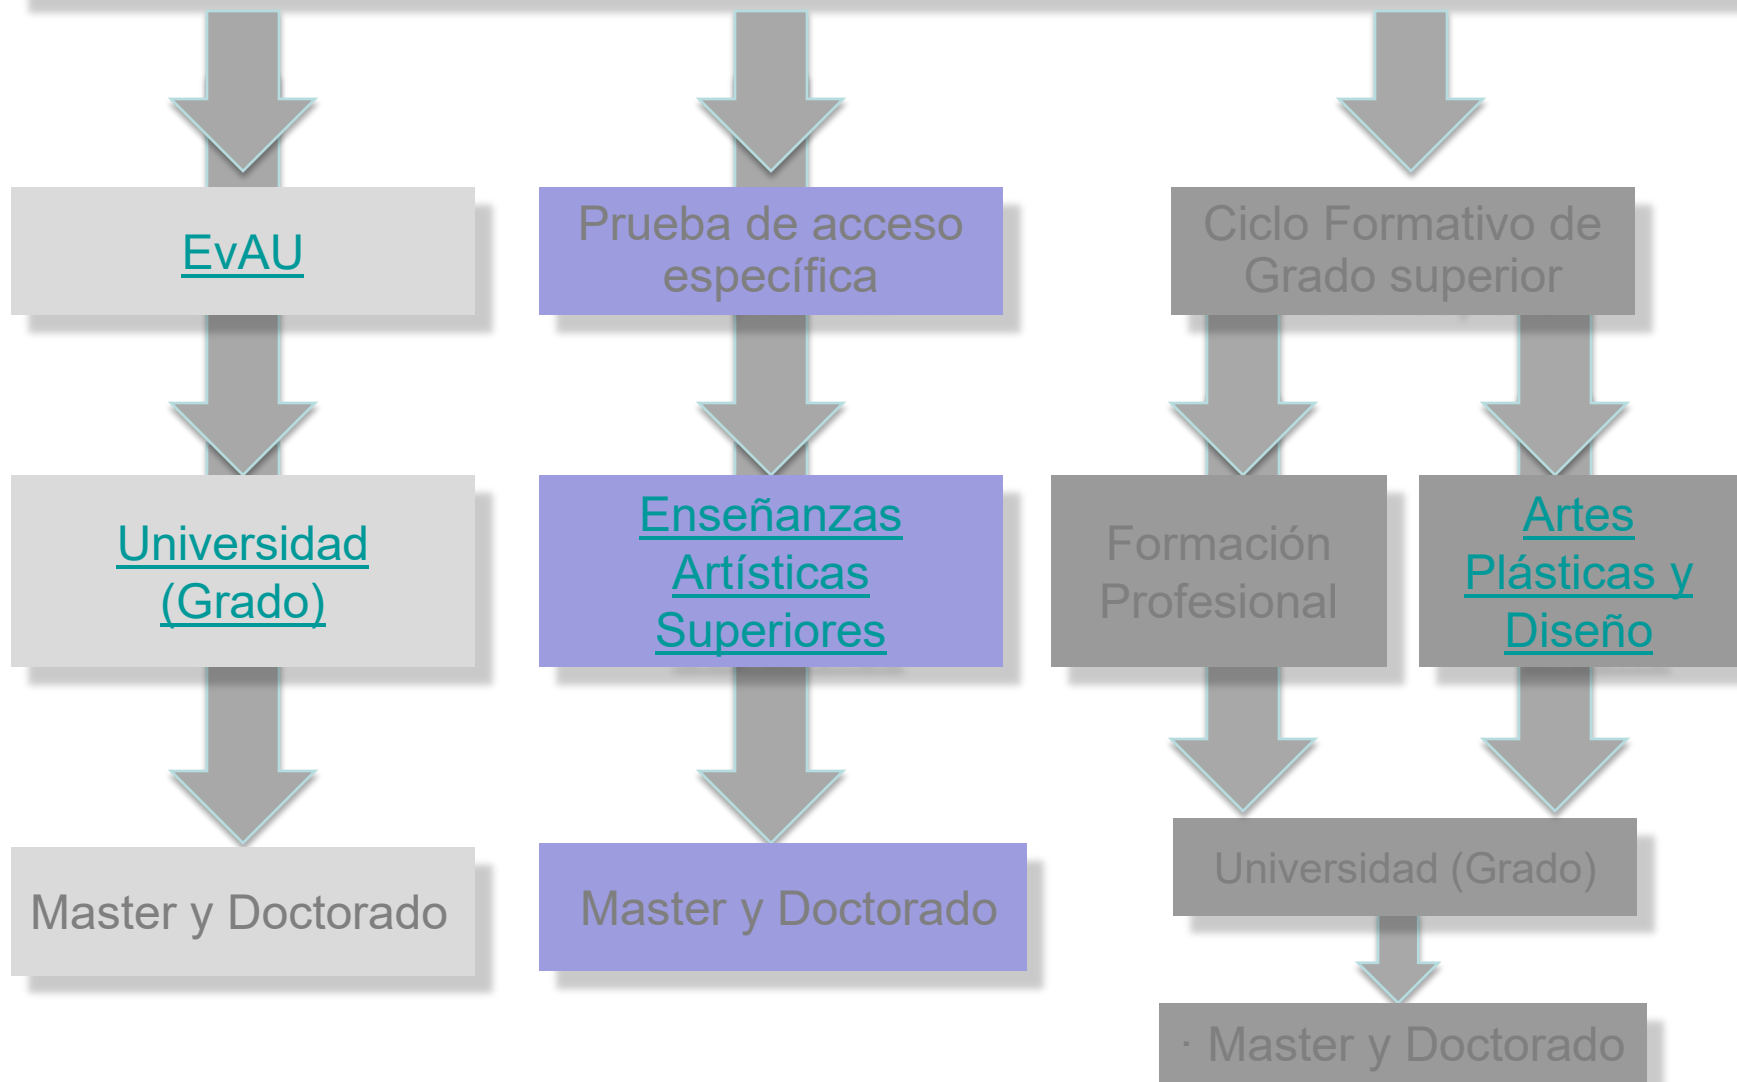 EvAU
Prueba de acceso
específica
Ciclo Formativo de
Grado superior
Universidad
(Grado)
Enseñanzas
Artísticas
Superiores
Formación
Profesional
Artes
Plásticas y
Diseño
Master y Doctorado
Master y Doctorado
Universidad (Grado)
· Master y Doctorado